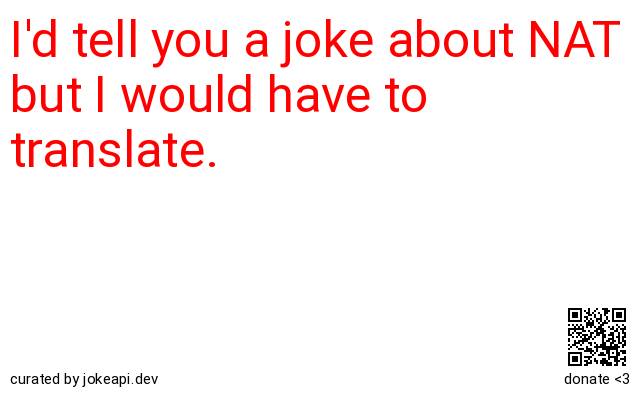 I'd tell you a joke about NAT
but I would have to
translate.
curated by jokeapi.dev
donate <3